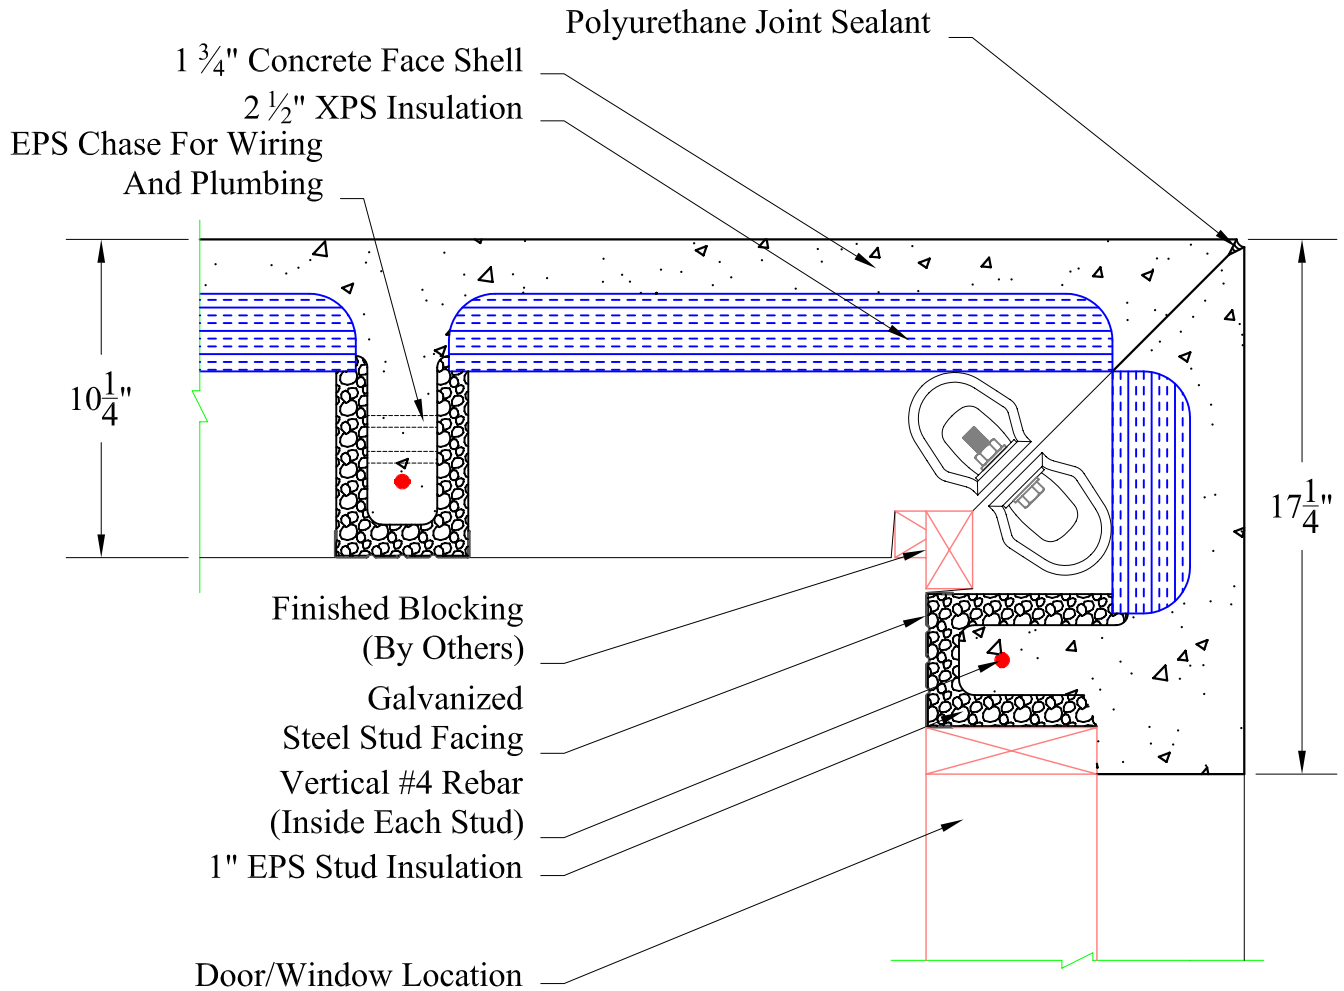 Polyurethane Joint Sealant
1 ¾" Concrete Face Shell
2 ½" XPS Insulation
EPS Chase For Wiring
And Plumbing
10¼"
17¼"
Finished Blocking
(By Others)
Galvanized
Steel Stud Facing
Vertical #4 Rebar
(Inside Each Stud)
1" EPS Stud Insulation
Door/Window Location